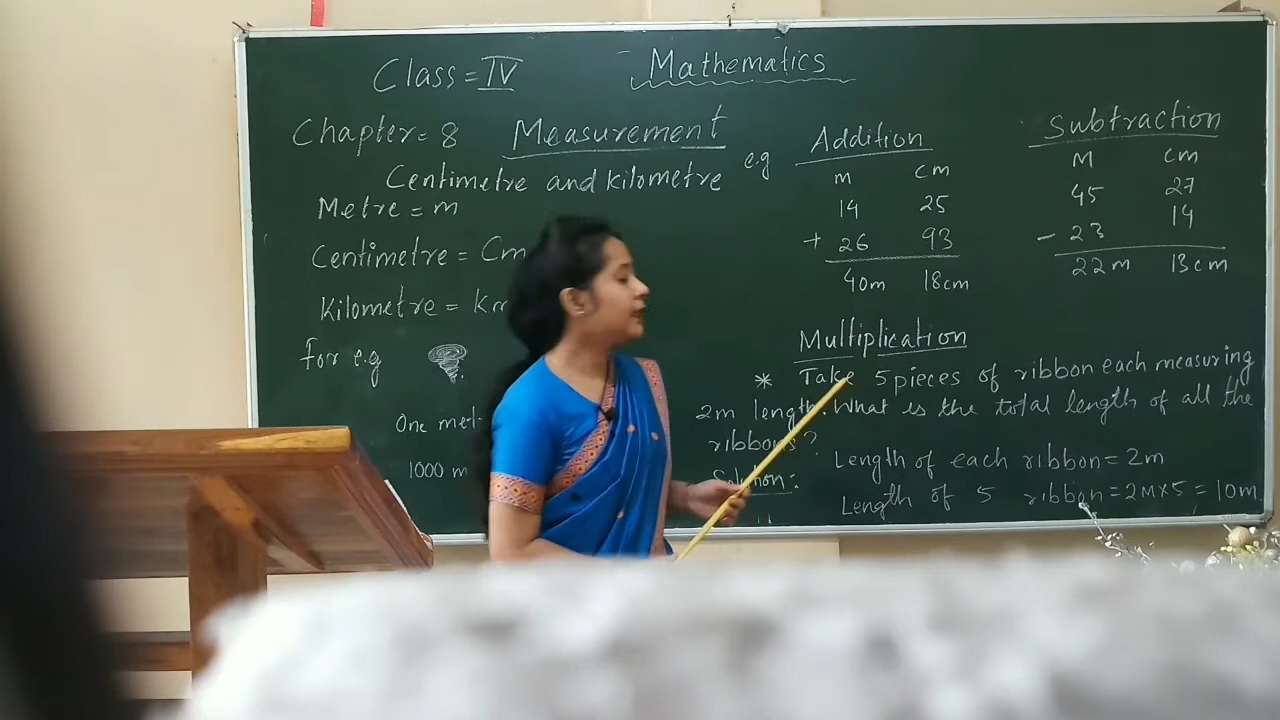 Class = IV
Mathematics
Chapter = 8 Measurement
Centimetre and Kilometre
Metre = m
Centimetre = Cm
Kilometre = km
for e.g
One
1000 m
e.g Addition
m cm
14 25
+ 26 93
40m 18cm
Subtraction
M cm
45 27
- 23 14
22m 13cm
Multiplication
* Take 5 pieces of ribbon each measuring
2m length. What is the total length of all the
ribbons?
Solution:
Length of each ribbon = 2m
Length of 5 ribbon = 2M×5 = 10m